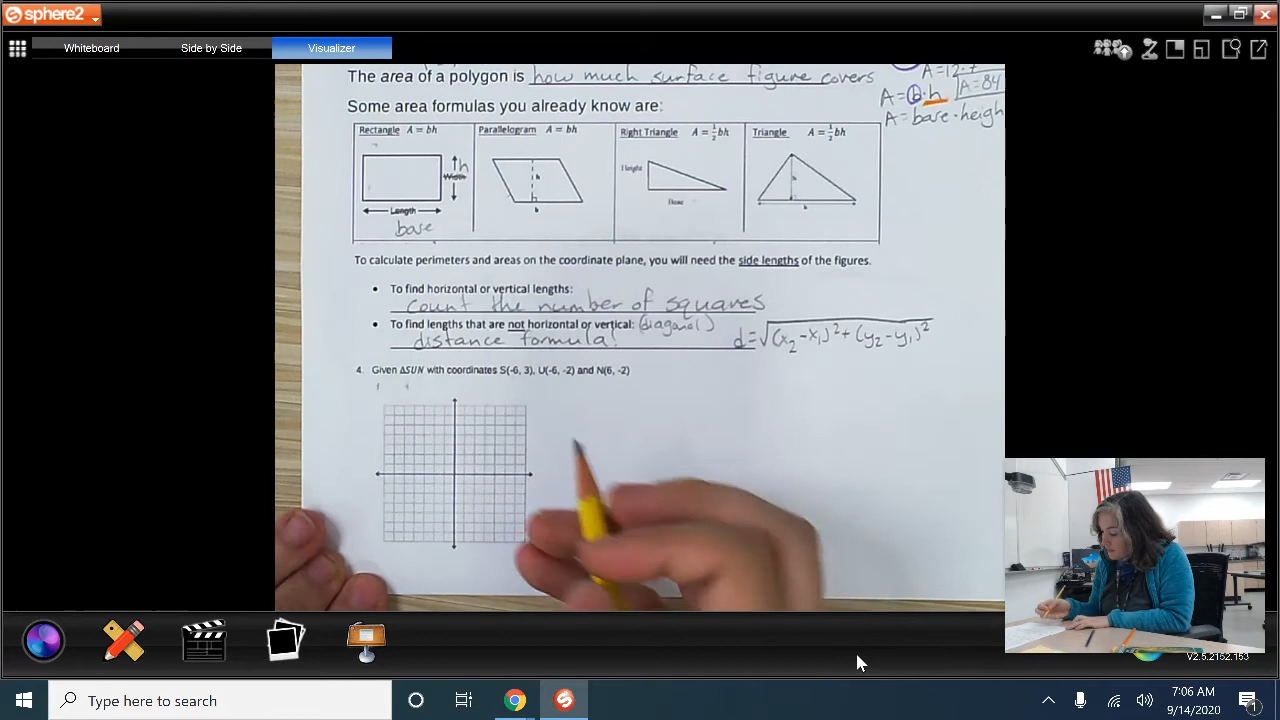 sphere2
Whiteboard
Side by Side
Visualizer
The area of a polygon is how much surface figure covers
A=12·7
A=84
A=b·h
A=base·heigh
Some area formulas you already know are:
Rectangle A = bh
Parallelogram A = bh
Right Triangle A = ½bh
Triangle A = ½bh
h
Width
Length
base
h
b
Height
Base
h
b
To calculate perimeters and areas on the coordinate plane, you will need the side lengths of the figures.
• To find horizontal or vertical lengths:
count the number of squares
• To find lengths that are not horizontal or vertical: (diaganol)
distance formula! d=√(x₂-x₁)²+(y₂-y₁)²
4. Given ΔSUN with coordinates S(-6, 3), U(-6, -2) and N(6, -2)
V2.5.2152.153
Type here to search
7:06 AM
9/14/2020
1